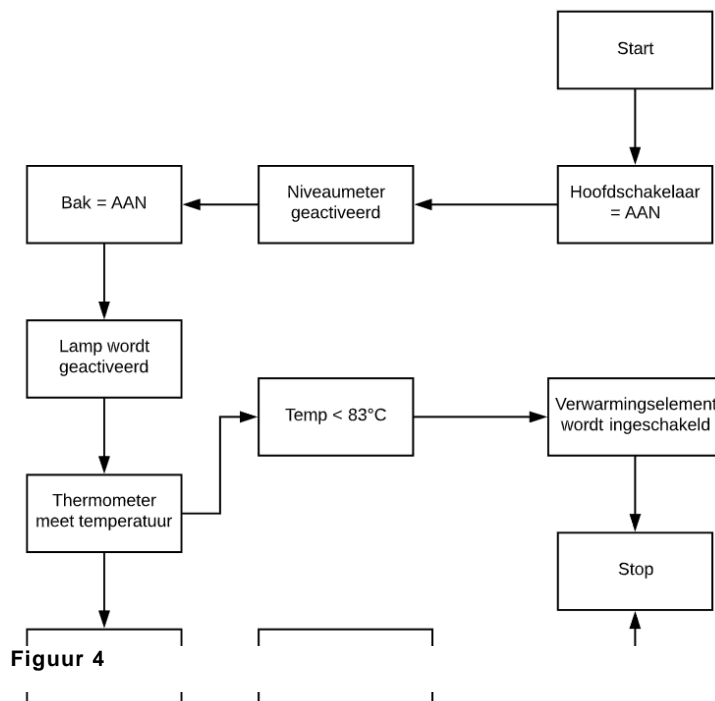 Start
Hoofdschakelaar
= AAN
Niveaumeter
geactiveerd
Bak = AAN
Lamp wordt
geactiveerd
Thermometer
meet temperatuur
Temp < 83°C
Verwarmingselement
wordt ingeschakeld
Stop
Figuur 4